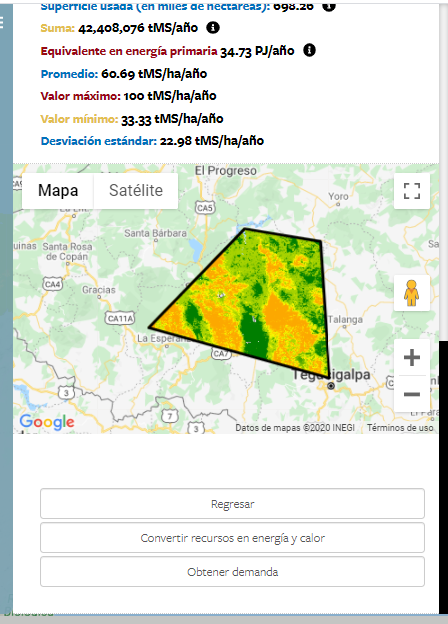 Superficie usada (en miles de hectáreas): 698.26
Suma: 42,408,076 tMS/año
Equivalente en energía primaria 34.73 PJ/año
Promedio: 60.69 tMS/ha/año
Valor máximo: 100 tMS/ha/año
Valor mínimo: 33.33 tMS/ha/año
Desviación estándar: 22.98 tMS/ha/año
El Progreso
Mapa
Satélite
Yoro
CA5
Santa Bárbara
Santa Rosa
de Copán
CA4
Gracias
CA11A
Talanga
La Esperanza
CA7
Tegucigalpa
3
7
3
Google
Datos de mapas ©2020 INEGI
Términos de uso
Regresar
Convertir recursos en energía y calor
Obtener demanda